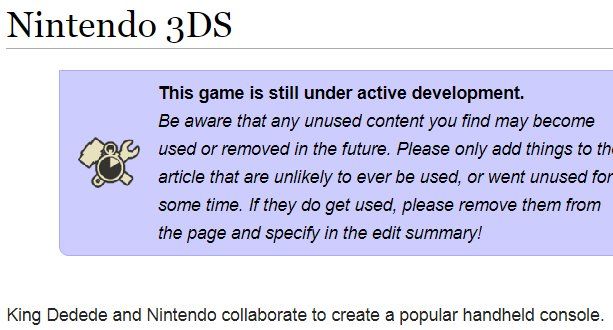 Nintendo 3DS
This game is still under active development.
Be aware that any unused content you find may become
used or removed in the future. Please only add things to the
article that are unlikely to ever be used, or went unused for
some time. If they do get used, please remove them from
the page and specify in the edit summary!
King Dedede and Nintendo collaborate to create a popular handheld console.